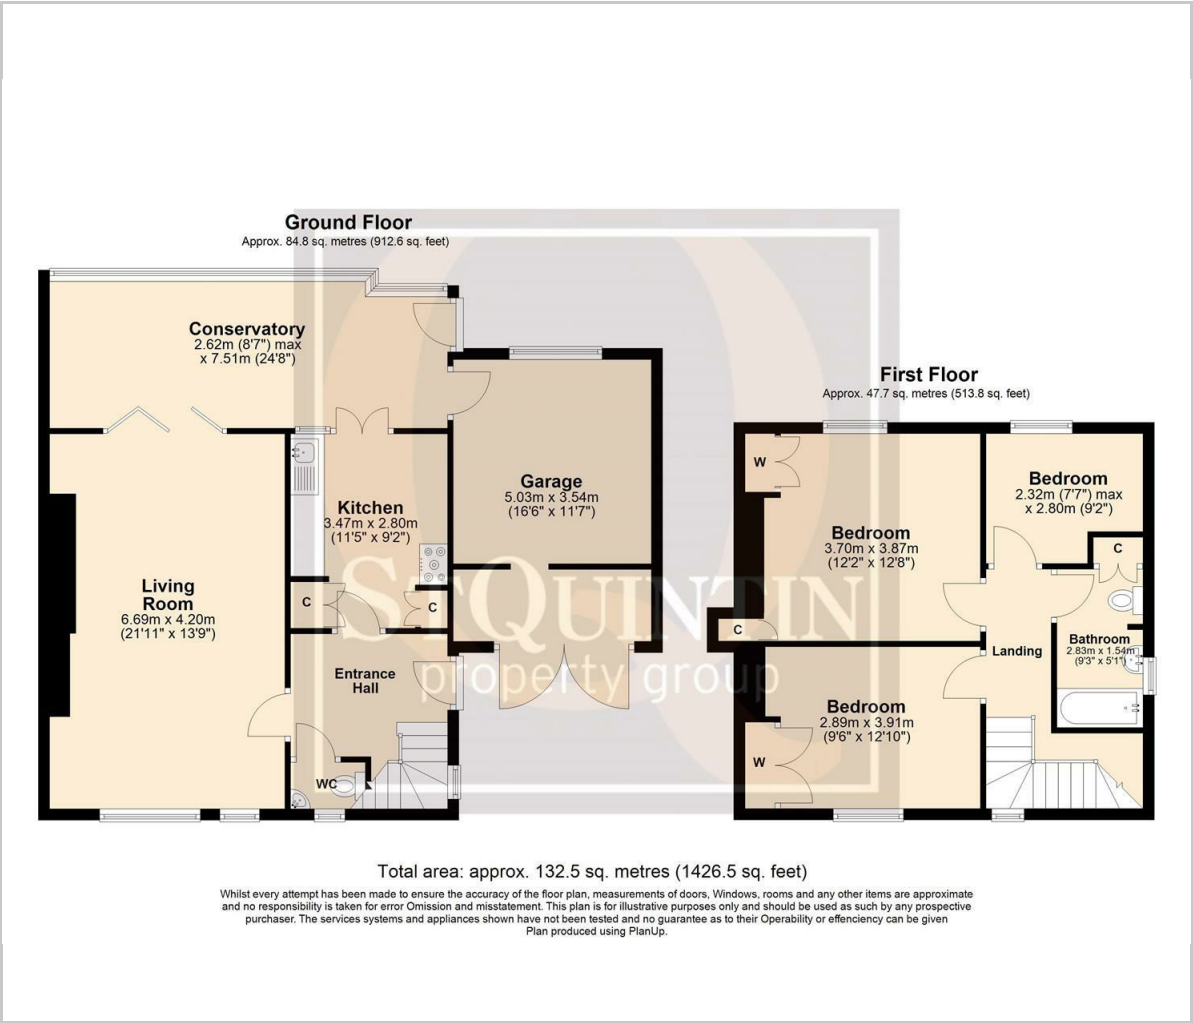 Ground Floor
Approx. 84.8 sq. metres (912.6 sq. feet)
Conservatory
2.62m (8'7") max
x 7.51m (24'8")
Garage
5.03m x 3.54m
(16'6" x 11'7")
Kitchen
3.47m x 2.80m
(11'5" x 9'2")
Living
Room
6.69m x 4.20m
(21'11" x 13'9")
C
C
Entrance
Hall
WC
First Floor
Approx. 47.7 sq. metres (513.8 sq. feet)
W
Bedroom
3.70m x 3.87m
(12'2" x 12'8")
Bedroom
2.32m (7'7") max
x 2.80m (9'2")
C
C
Landing
Bathroom
2.83m x 1.54m
(9'3" x 5'1")
Bedroom
2.89m x 3.91m
(9'6" x 12'10")
W
STQUINTIN
property group
Total area: approx. 132.5 sq. metres (1426.5 sq. feet)
Whilst every attempt has been made to ensure the accuracy of the floor plan, measurements of doors, Windows, rooms and any other items are approximate
and no responsibility is taken for error Omission and misstatement. This plan is for illustrative purposes only and should be used as such by any prospective
purchaser. The services systems and appliances shown have not been tested and no guarantee as to their Operability or effenciency can be given
Plan produced using PlanUp.